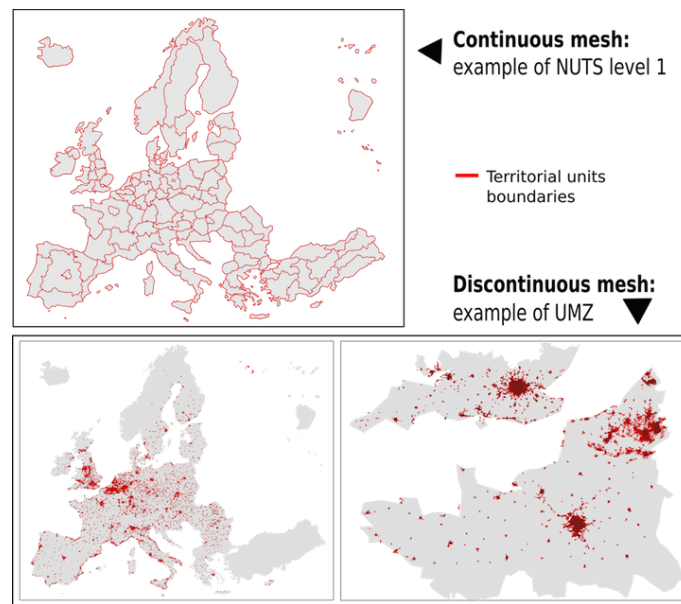 Continuous mesh:
example of NUTS level 1
Territorial units
boundaries
Discontinuous mesh:
example of UMZ